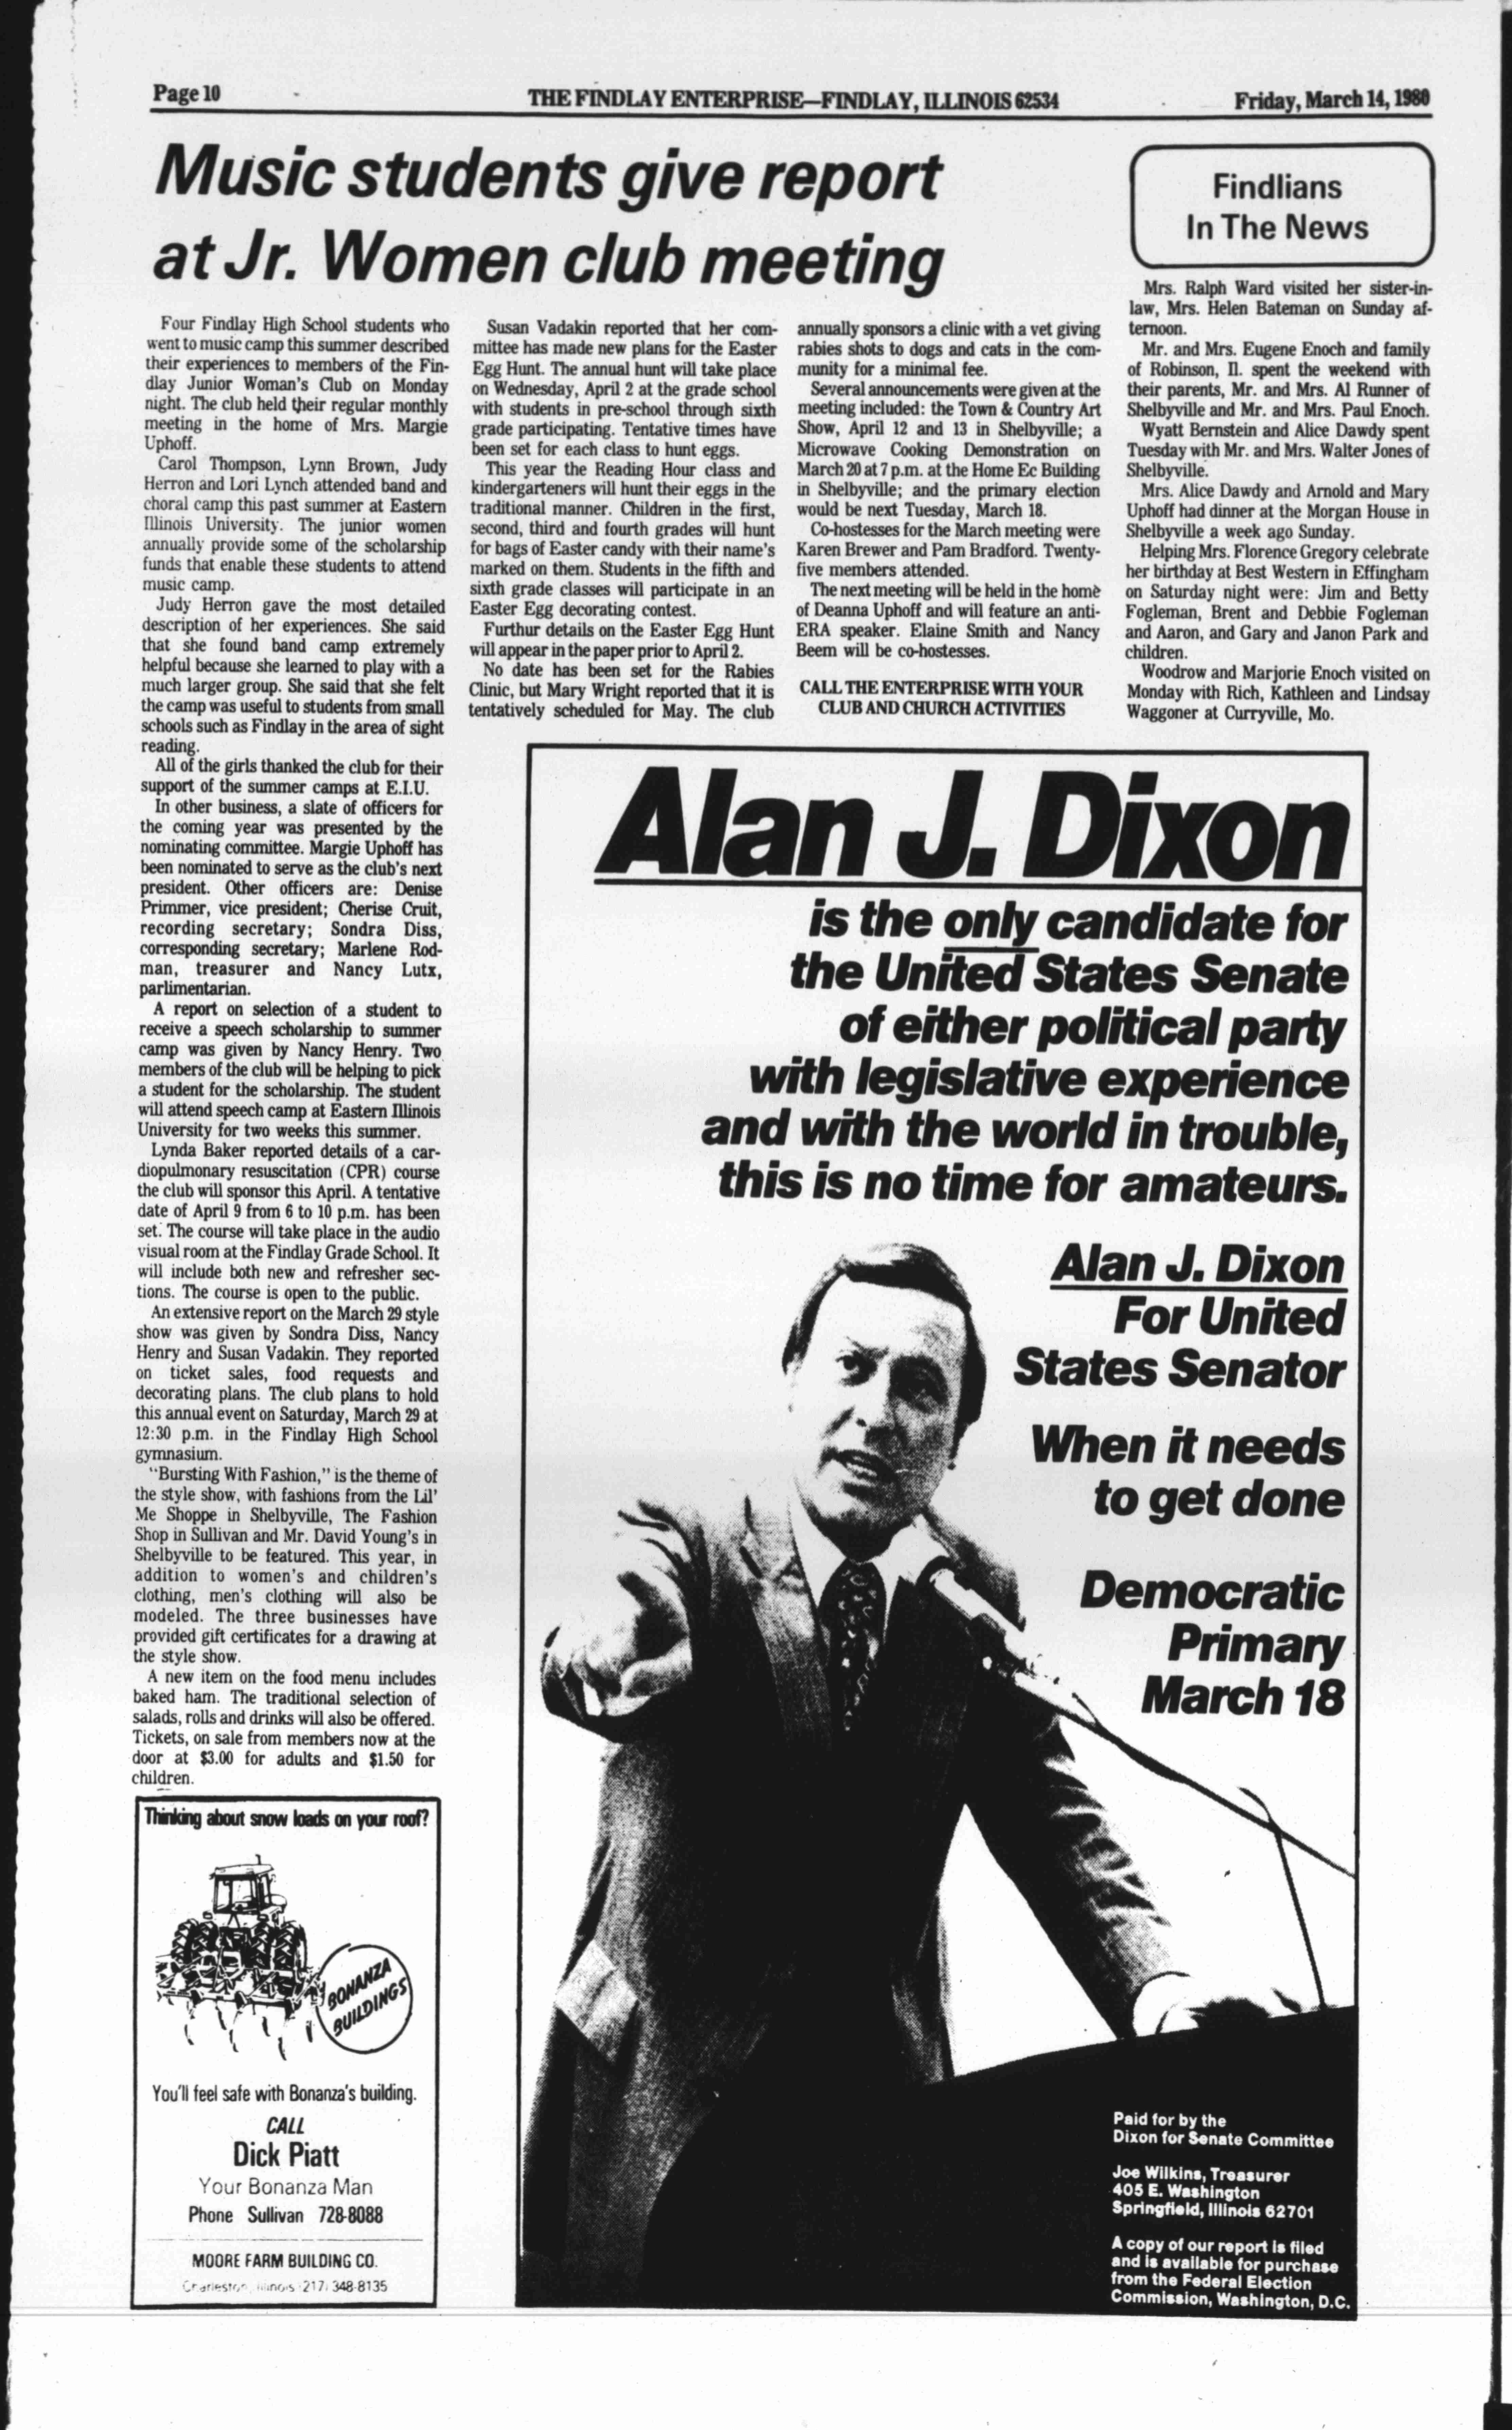 Page 10
THE FINDLAY ENTERPRISE—FINDLAY, ILLINOIS 62534
Friday, March 14, 1980
Music students give report
at Jr. Women club meeting
Four Findlay High School students who
went to music camp this summer described
their experiences to members of the Fin-
dlay Junior Woman's Club on Monday
night. The club held their regular monthly
meeting in the home of Mrs. Margie
Uphoff.
Carol Thompson, Lynn Brown, Judy
Herron and Lori Lynch attended band and
choral camp this past summer at Eastern
Illinois University. The junior women
annually provide some of the scholarship
funds that enable these students to attend
music camp.
Judy Herron gave the most detailed
description of her experiences. She said
that she found band camp extremely
helpful because she learned to play with a
much larger group. She said that she felt
the camp was useful to students from small
schools such as Findlay in the area of sight
reading.
All of the girls thanked the club for their
support of the summer camps at E.I.U.
In other business, a slate of officers for
the coming year was presented by the
nominating committee. Margie Uphoff has
been nominated to serve as the club's next
president. Other officers are: Denise
Primmer, vice president; Cherise Cruit,
recording secretary; Sondra Diss,
corresponding secretary; Marlene Rod-
man, treasurer and Nancy Lutx,
parlimentarian.
A report on selection of a student to
receive a speech scholarship to summer
camp was given by Nancy Henry. Two
members of the club will be helping to pick
a student for the scholarship. The student
will attend speech camp at Eastern Illinois
University for two weeks this summer.
Lynda Baker reported details of a car-
diopulmonary resuscitation (CPR) course
the club will sponsor this April. A tentative
date of April 9 from 6 to 10 p.m. has been
set. The course will take place in the audio
visual room at the Findlay Grade School. It
will include both new and refresher sec-
tions. The course is open to the public.
An extensive report on the March 29 style
show was given by Sondra Diss, Nancy
Henry and Susan Vadakin. They reported
on ticket sales, food requests and
decorating plans. The club plans to hold
this annual event on Saturday, March 29 at
12:30 p.m. in the Findlay High School
gymnasium.
"Bursting With Fashion," is the theme of
the style show, with fashions from the Lil'
Me Shoppe in Shelbyville, The Fashion
Shop in Sullivan and Mr. David Young's in
Shelbyville to be featured. This year, in
addition to women's and children's
clothing, men's clothing will also be
modeled. The three businesses have
provided gift certificates for a drawing at
the style show.
A new item on the food menu includes
baked ham. The traditional selection of
salads, rolls and drinks will also be offered.
Tickets, on sale from members now at the
door at $3.00 for adults and $1.50 for
children.
Susan Vadakin reported that her com-
mittee has made new plans for the Easter
Egg Hunt. The annual hunt will take place
on Wednesday, April 2 at the grade school
with students in pre-school through sixth
grade participating. Tentative times have
been set for each class to hunt eggs.
This year the Reading Hour class and
kindergarteners will hunt their eggs in the
traditional manner. Children in the first,
second, third and fourth grades will hunt
for bags of Easter candy with their name's
marked on them. Students in the fifth and
sixth grade classes will participate in an
Easter Egg decorating contest.
Furthur details on the Easter Egg Hunt
will appear in the paper prior to April 2.
No date has been set for the Rabies
Clinic, but Mary Wright reported that it is
tentatively scheduled for May. The club
annually sponsors a clinic with a vet giving
rabies shots to dogs and cats in the com-
munity for a minimal fee.
Several announcements were given at the
meeting included: the Town & Country Art
Show, April 12 and 13 in Shelbyville; a
Microwave Cooking Demonstration on
March 20 at 7 p.m. at the Home Ec Building
in Shelbyville; and the primary election
would be next Tuesday, March 18.
Co-hostesses for the March meeting were
Karen Brewer and Pam Bradford. Twenty-
five members attended.
The next meeting will be held in the home
of Deanna Uphoff and will feature an anti-
ERA speaker. Elaine Smith and Nancy
Beem will be co-hostesses.
CALL THE ENTERPRISE WITH YOUR
CLUB AND CHURCH ACTIVITIES
Findlians
In The News
Mrs. Ralph Ward visited her sister-in-
law, Mrs. Helen Bateman on Sunday af-
ternoon.
Mr. and Mrs. Eugene Enoch and family
of Robinson, Il. spent the weekend with
their parents, Mr. and Mrs. Al Runner of
Shelbyville and Mr. and Mrs. Paul Enoch.
Wyatt Bernstein and Alice Dawdy spent
Tuesday with Mr. and Mrs. Walter Jones of
Shelbyville.
Mrs. Alice Dawdy and Arnold and Mary
Uphoff had dinner at the Morgan House in
Shelbyville a week ago Sunday.
Helping Mrs. Florence Gregory celebrate
her birthday at Best Western in Effingham
on Saturday night were: Jim and Betty
Fogleman, Brent and Debbie Fogleman
and Aaron, and Gary and Janon Park and
children.
Woodrow and Marjorie Enoch visited on
Monday with Rich, Kathleen and Lindsay
Waggoner at Curryville, Mo.
Alan J. Dixon
is the only candidate for
the United States Senate
of either political party
with legislative experience
and with the world in trouble,
this is no time for amateurs.
Alan J. Dixon
For United
States Senator
When it needs
to get done
Democratic
Primary
March 18
Paid for by the
Dixon for Senate Committee
Joe Wilkins, Treasurer
405 E. Washington
Springfield, Illinois 62701
A copy of our report is filed
and is available for purchase
from the Federal Election
Commission, Washington, D.C.
Thinking about snow loads on your roof?
BONANZA
BUILDINGS
You'll feel safe with Bonanza's building.
CALL
Dick Piatt
Your Bonanza Man
Phone Sullivan 728-8088
MOORE FARM BUILDING CO.
Charleston, Illinois (217) 348-8135